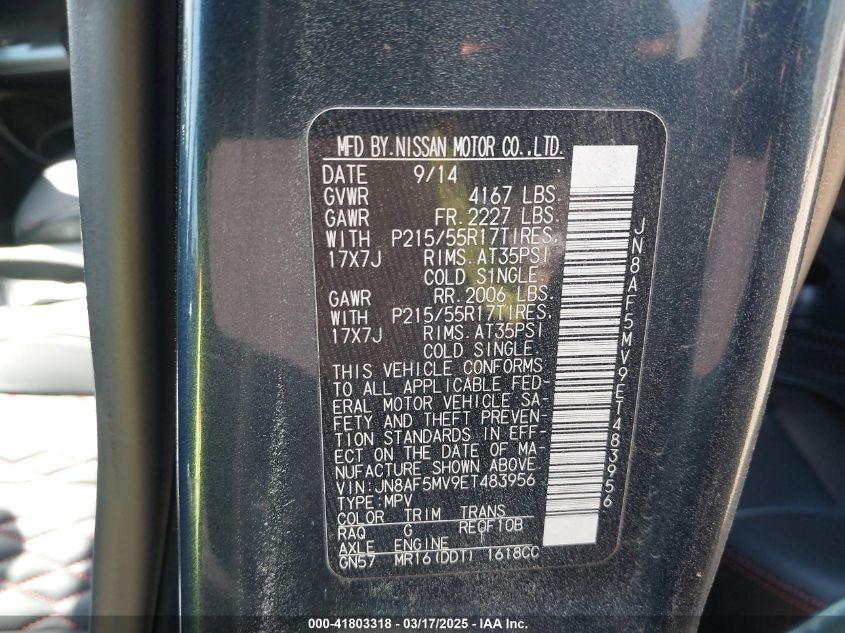 MFD BY.NISSAN MOTOR CO.,LTD.
DATE 9/14
GVWR 4167 LBS.
GAWR FR.2227 LBS.
WITH P215/55R17TIRES,
17X7J RIMS.AT35PSI
COLD SINGLE.
GAWR RR.2006 LBS.
WITH P215/55R17TIRES,
17X7J RIMS.AT35PSI
COLD SINGLE
THIS VEHICLE CONFORMS
TO ALL APPLICABLE FED-
ERAL MOTOR VEHICLE SA-
FETY AND THEFT PREVEN-
TION STANDARDS IN EFF-
ECT ON THE DATE OF MA-
NUFACTURE SHOWN ABOVE.
VIN:JN8AF5MV9ET483956
TYPE:MPV
COLOR TRIM TRANS
RAQ G REOF10B
AXLE ENGINE
GN57 MR16(DDT) 1618CC
JN8AF5MV9ET483956
000-41803318 - 03/17/2025 - IAA Inc.